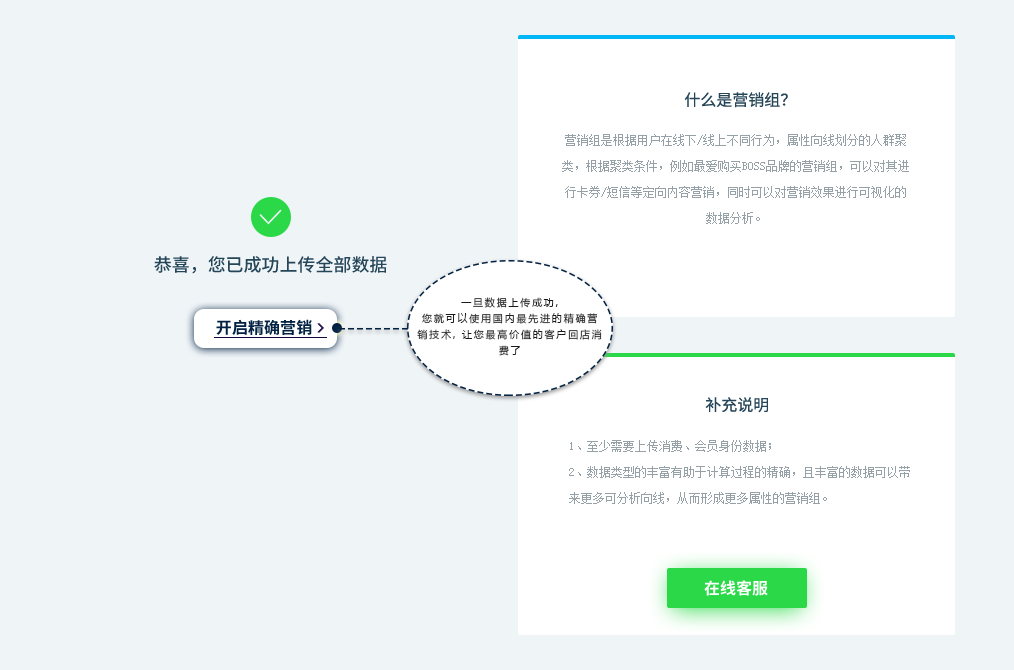 恭喜，您已成功上传全部数据
开启精确营销
一旦数据上传成功,
您就可以使用国内最先进的精确营
销技术, 让您最高价值的客户回店消
费了
什么是营销组?
营销组是根据用户在线下/线上不同行为，属性向线划分的人群聚
类，根据聚类条件，例如最爱购买BOSS品牌的营销组，可以对其进
行卡券/短信等定向内容营销，同时可以对营销效果进行可视化的
数据分析。
补充说明
1、至少需要上传消费、会员身份数据；
2、数据类型的丰富有助于计算过程的精确，且丰富的数据可以带
来更多可分析向线，从而形成更多属性的营销组。
在线客服